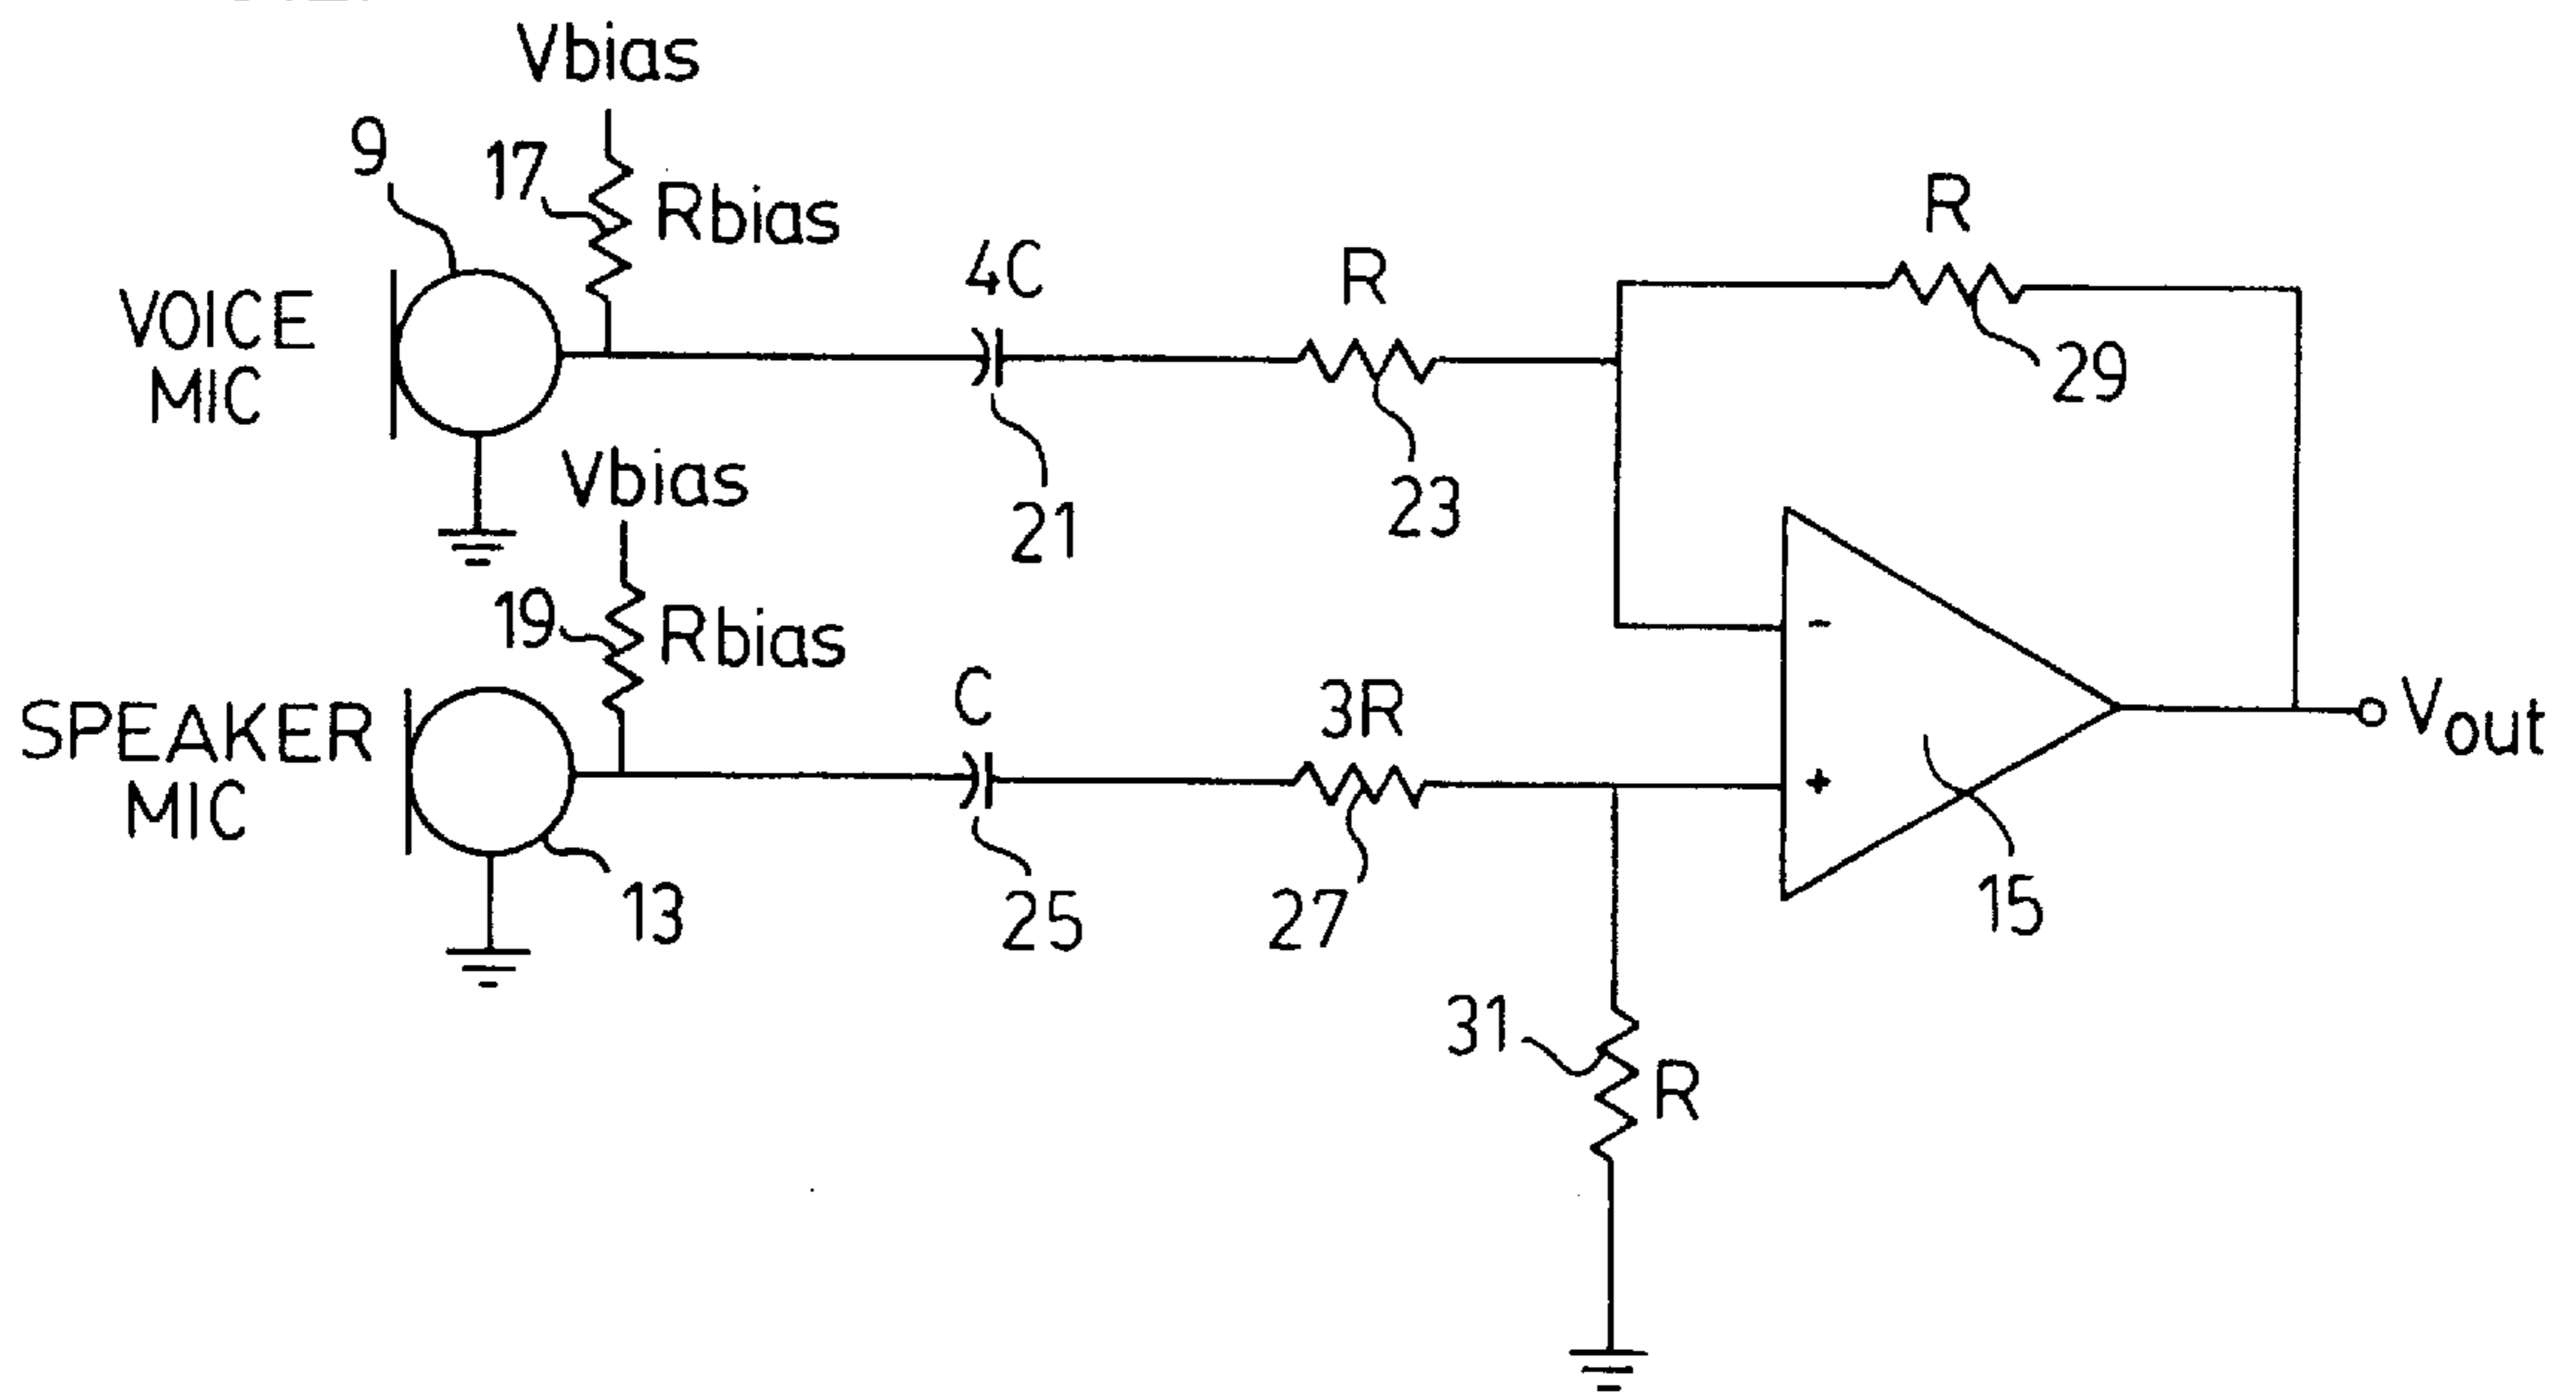 Vbias
9
17
Rbias
VOICE
MIC
4C
21
R
23
R
29
Vbias
19
Rbias
SPEAKER
MIC
13
C
25
3R
27
-
+
15
Vout
31
R